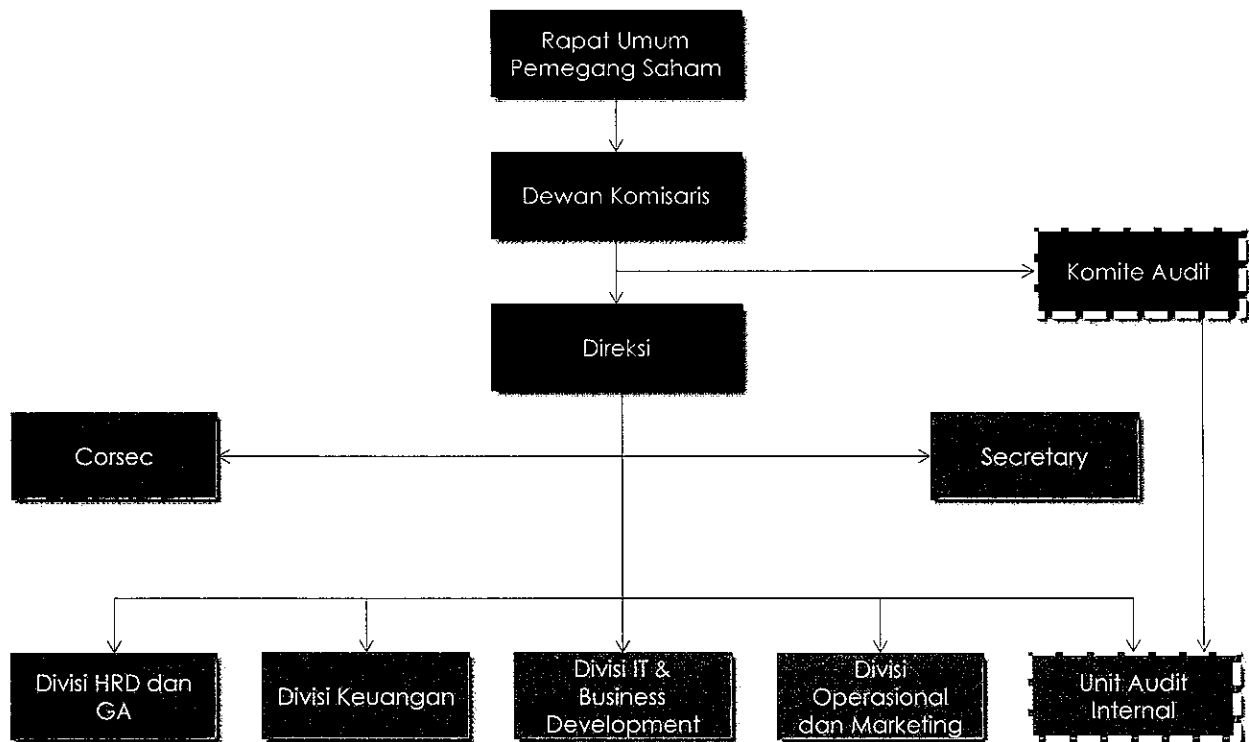 Rapat Umum
Pemegang Saham
Dewan Komisaris
Komite Audit
Direksi
Corsec
Secretary
Divisi HRD dan
GA
Divisi Keuangan
Divisi IT &
Business
Development
Divisi
Operasional
dan Marketing
Unit Audit
Internal